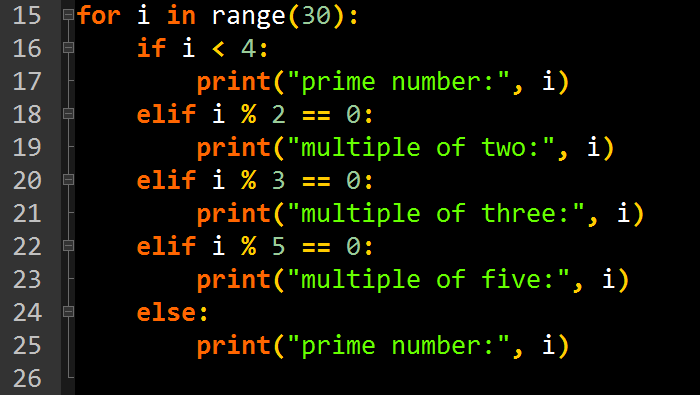 15 for i in range(30):
16     if i < 4:
17         print("prime number:", i)
18     elif i % 2 == 0:
19         print("multiple of two:", i)
20     elif i % 3 == 0:
21         print("multiple of three:", i)
22     elif i % 5 == 0:
23         print("multiple of five:", i)
24     else:
25         print("prime number:", i)
26